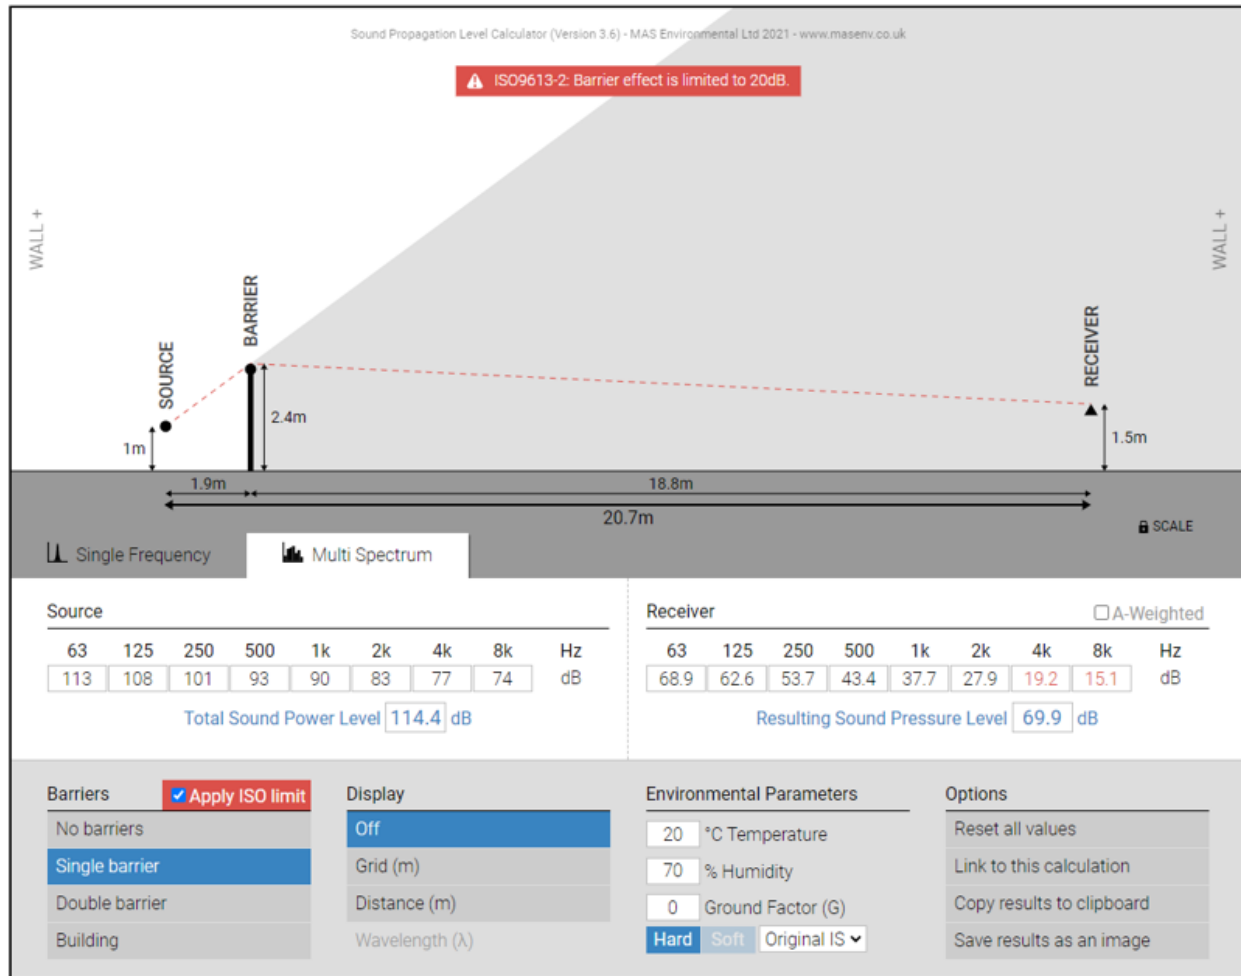 Sound Propagation Level Calculator (Version 3.6) - MAS Environmental Ltd 2021 - www.masenv.co.uk
ISO9613-2: Barrier effect is limited to 20dB.
WALL +
WALL +
BARRIER
SOURCE
RECEIVER
2.4m
1m
1.5m
1.9m
18.8m
20.7m
SCALE
Single Frequency
Multi Spectrum
Source
63 125 250 500 1k 2k 4k 8k Hz
113 108 101 93 90 83 77 74 dB
Total Sound Power Level 114.4 dB
Receiver
A-Weighted
63 125 250 500 1k 2k 4k 8k Hz
68.9 62.6 53.7 43.4 37.7 27.9 19.2 15.1 dB
Resulting Sound Pressure Level 69.9 dB
Barriers
Apply ISO limit
No barriers
Single barrier
Double barrier
Building
Display
Off
Grid (m)
Distance (m)
Wavelength (λ)
Environmental Parameters
20 °C Temperature
70 % Humidity
0 Ground Factor (G)
Hard Soft Original IS
Options
Reset all values
Link to this calculation
Copy results to clipboard
Save results as an image